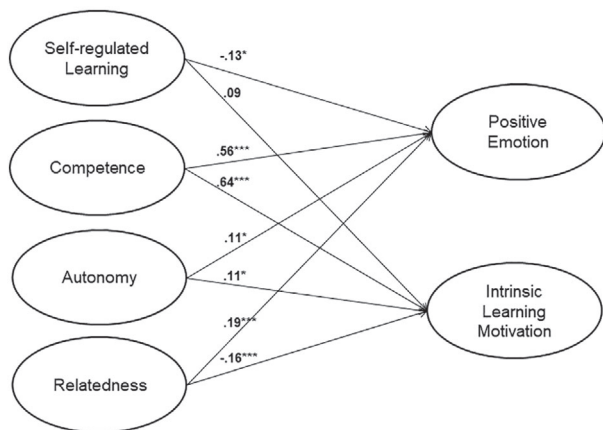 Self-regulated
Learning
-.13*
.09
Positive
Emotion
Competence
.56***
.64***
Autonomy
.11*
.11*
Intrinsic
Learning
Motivation
Relatedness
.19***
-.16***